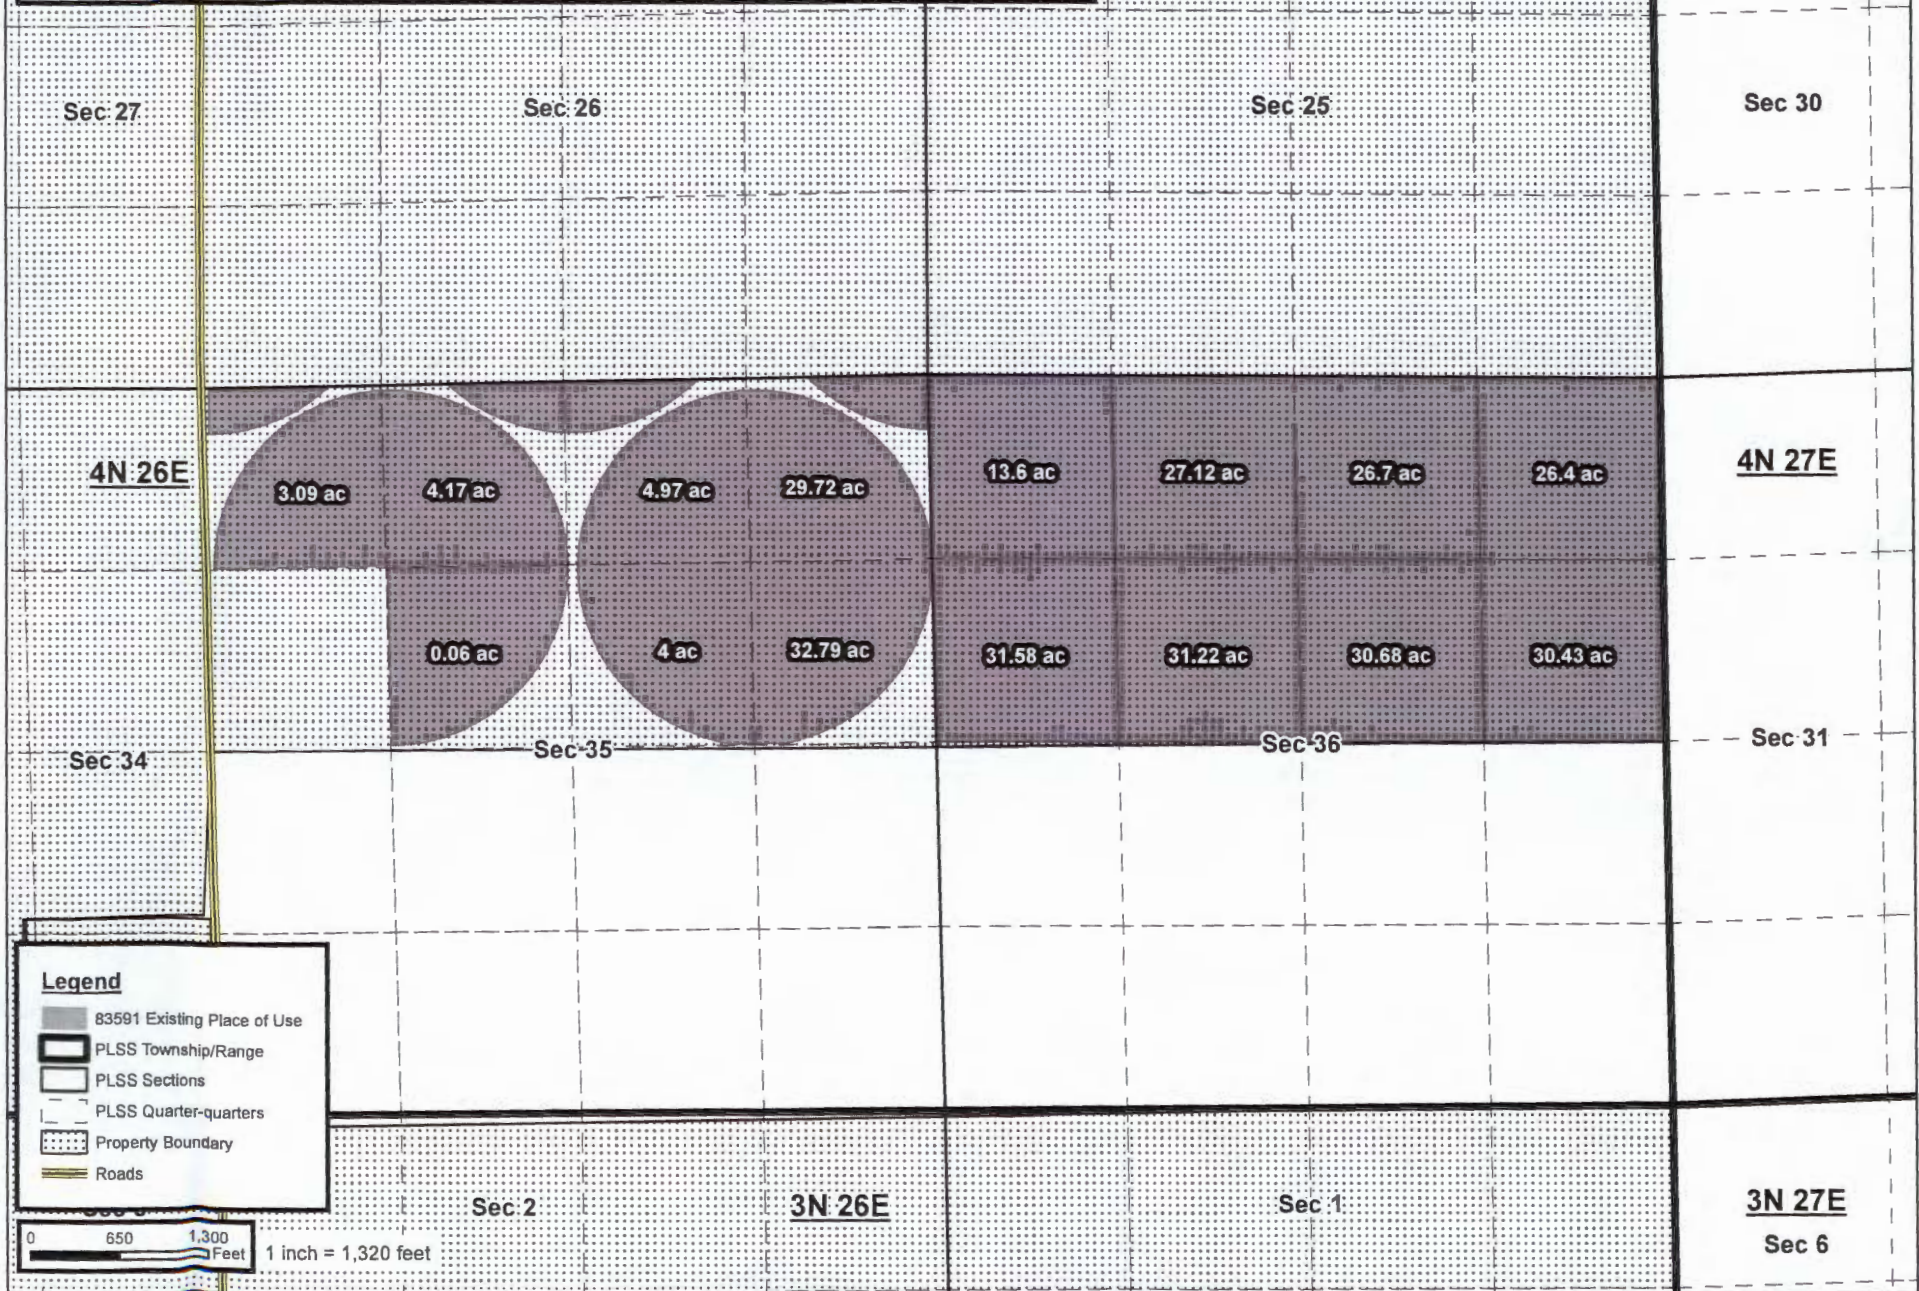 Sec 27
Sec 26
Sec 25
Sec 30
4N 26E
4N 27E
3.09 ac
4.17 ac
4.97 ac
29.72 ac
13.6 ac
27.12 ac
26.7 ac
26.4 ac
0.06 ac
4 ac
32.79 ac
31.58 ac
31.22 ac
30.68 ac
30.43 ac
Sec 34
Sec 35
Sec 36
Sec 31
Legend
83591 Existing Place of Use
PLSS Township/Range
PLSS Sections
PLSS Quarter-quarters
Property Boundary
Roads
Sec 2
3N 26E
Sec 1
3N 27E
Sec 6
0 650 1,300
Feet
1 inch = 1,320 feet